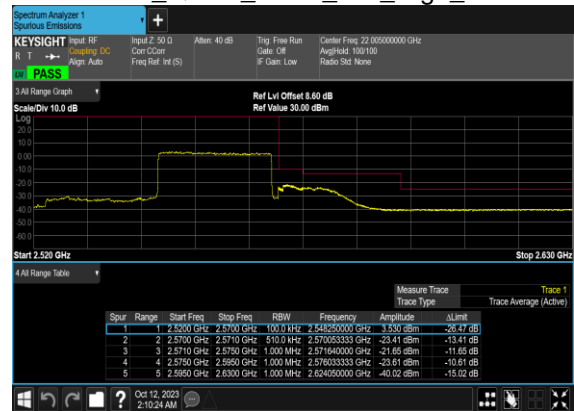 Spectrum Analyzer 1
Spurious Emissions
+
KEYSIGHT Input: RF Input Z: 50 Ω Atten: 40 dB Trig: Free Run Center Freq: 22.005000000 GHz
R T Coupling: DC Corr CCorr Gate: Off Avg|Hold: 100/100
Align: Auto Freq Ref: Int (S) IF Gain: Low Radio Std: None
PASS
3 All Range Graph
Ref Lvl Offset 8.60 dB
Scale/Div 10.0 dB Ref Value 30.00 dBm
Log
20.0
10.0
0.00
-10.0
-20.0
-30.0
-40.0
-50.0
-60.0
Start 2.520 GHz Stop 2.630 GHz
4 All Range Table
Measure Trace Trace 1
Trace Type Trace Average (Active)
Spur Range Start Freq Stop Freq RBW Frequency Amplitude ΔLimit
1 1 2.5200 GHz 2.5700 GHz 100.0 kHz 2.548250000 GHz 3.530 dBm -26.47 dB
2 2 2.5700 GHz 2.5710 GHz 510.0 kHz 2.570053333 GHz -23.41 dBm -13.41 dB
3 3 2.5710 GHz 2.5750 GHz 1.000 MHz 2.571640000 GHz -21.65 dBm -11.65 dB
4 4 2.5750 GHz 2.5950 GHz 1.000 MHz 2.576033333 GHz -23.61 dBm -10.61 dB
5 5 2.5950 GHz 2.6300 GHz 1.000 MHz 2.624050000 GHz -40.02 dBm -15.02 dB
? Oct 12, 2023
2:10:24 AM